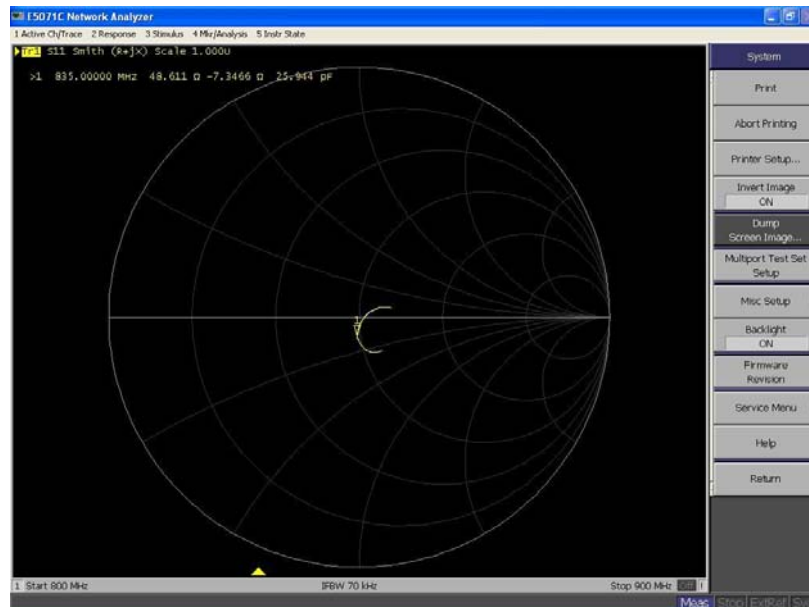 E5071C Network Analyzer
1 Active Ch/Trace 2 Response 3 Stimulus 4 Mkr/Analysis 5 Instr State
Tr1 S11 Smith (R+jX) Scale 1.000U
>1 835.00000 MHz 48.611 Ω -7.3466 Ω 25.944 pF
1
System
Print
Abort Printing
Printer Setup...
Invert Image
ON
Dump
Screen Image...
Multiport Test Set
Setup
Misc Setup
Backlight
ON
Firmware
Revision
Service Menu
Help
Return
1 Start 800 MHz IFBW 70 kHz Stop 900 MHz Off !
Meas Stop ExtRef